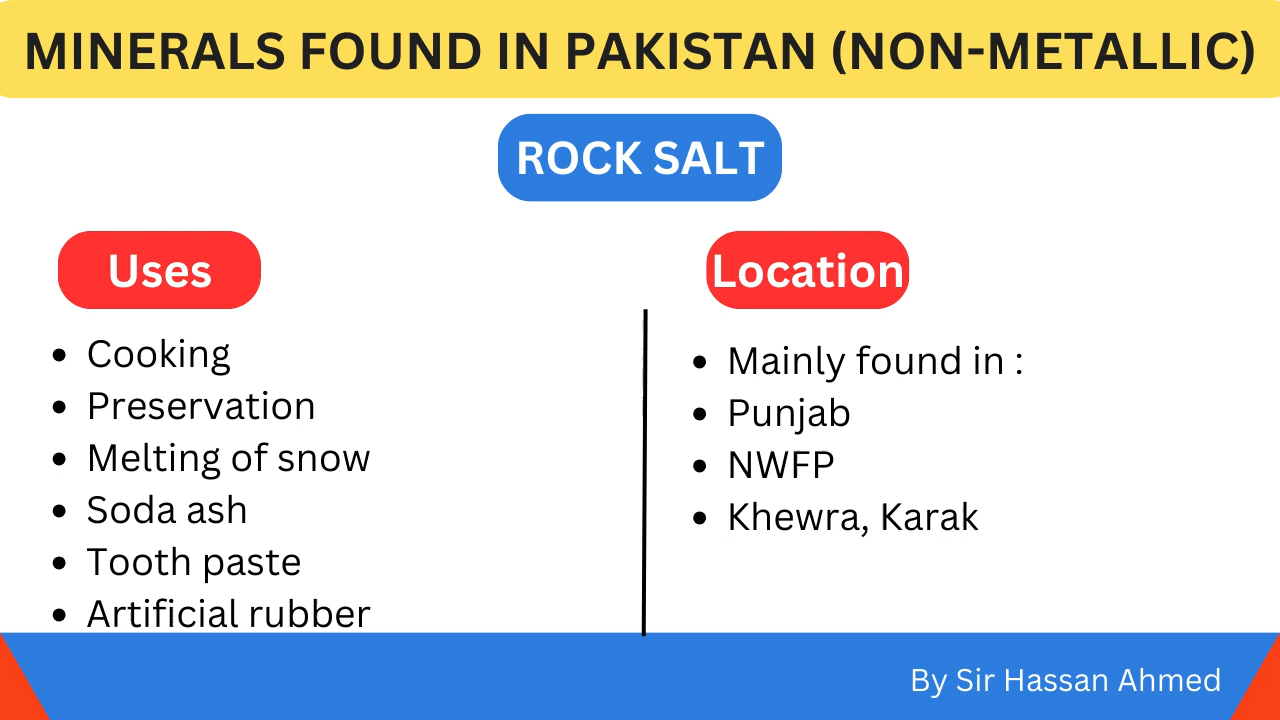 MINERALS FOUND IN PAKISTAN (NON-METALLIC)
ROCK SALT
Uses
• Cooking
• Preservation
• Melting of snow
• Soda ash
• Tooth paste
• Artificial rubber
Location
• Mainly found in :
• Punjab
• NWFP
• Khewra, Karak
By Sir Hassan Ahmed